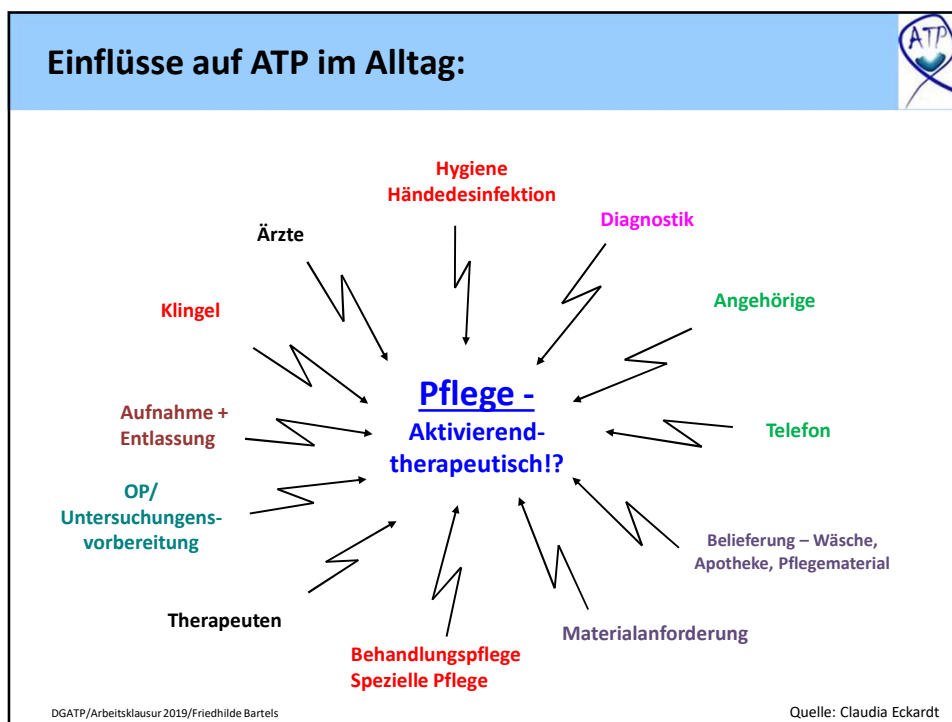 Einflüsse auf ATP im Alltag:
ATP
Hygiene
Händedesinfektion
Ärzte
Diagnostik
Klingel
Angehörige
Pflege -
Aktivierend-
therapeutisch!?
Aufnahme +
Entlassung
Telefon
OP/
Untersuchungens-
vorbereitung
Belieferung – Wäsche,
Apotheke, Pflegematerial
Therapeuten
Materialanforderung
Behandlungspflege
Spezielle Pflege
DGATP/Arbeitsklausur 2019/Friedhilde Bartels
Quelle: Claudia Eckardt